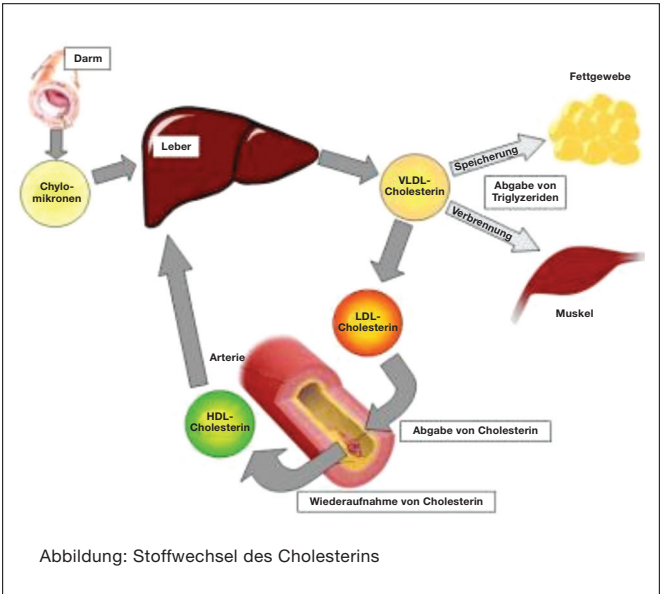 Darm
Fettgewebe
Leber
Speicherung
Chylo-
mikronen
VLDL-
Cholesterin
Abgabe von
Triglyzeriden
Verbrennung
LDL-
Cholesterin
Muskel
Arterie
HDL-
Cholesterin
Abgabe von Cholesterin
Wiederaufnahme von Cholesterin
Abbildung: Stoffwechsel des Cholesterins